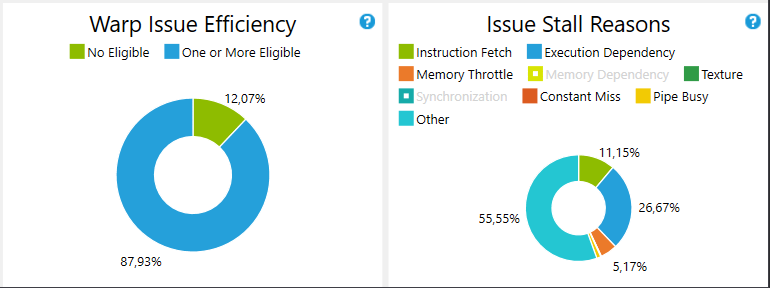 Warp Issue Efficiency
?
No Eligible
One or More Eligible
12,07%
87,93%
Issue Stall Reasons
?
Instruction Fetch
Execution Dependency
Memory Throttle
Memory Dependency
Texture
Synchronization
Constant Miss
Pipe Busy
Other
11,15%
26,67%
55,55%
5,17%